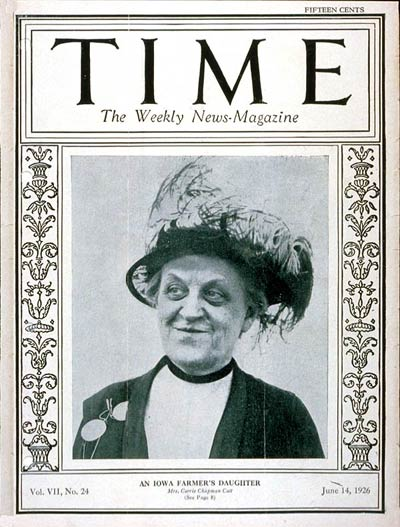 FIFTEEN CENTS
TIME
The Weekly News-Magazine
AN IOWA FARMER'S DAUGHTER
Mrs. Carrie Chapman Catt
(See Page 8)
Vol. VII, No. 24
June 14, 1926